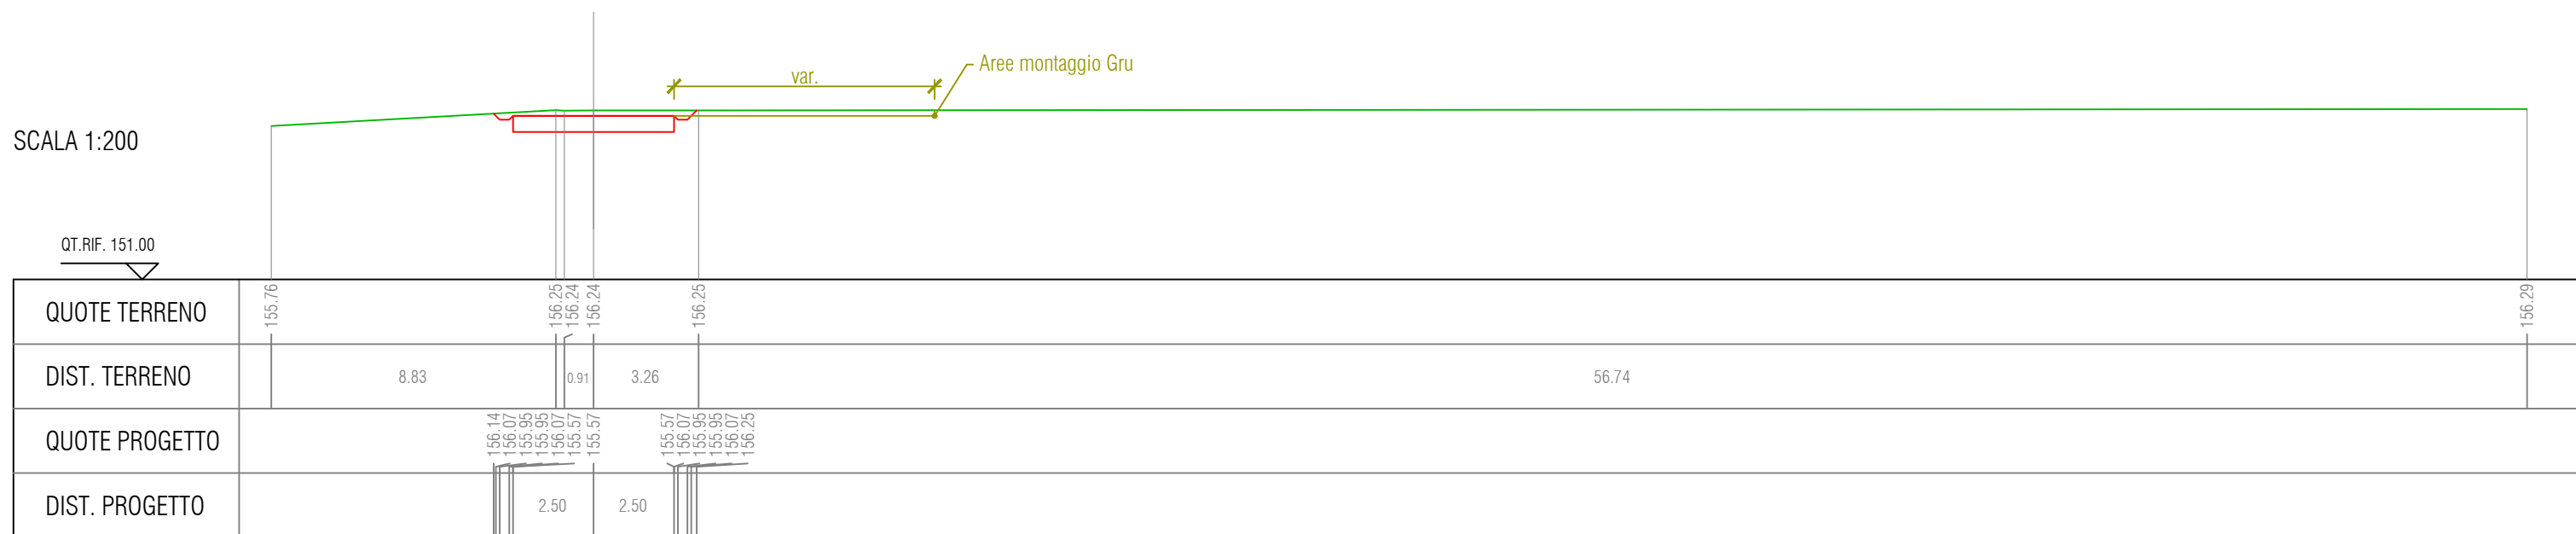 Aree montaggio Gru
var.
SCALA 1:200
QT.RIF. 151.00
QUOTE TERRENO 155.76 156.25 156.24 156.24 156.25 156.29
DIST. TERRENO 8.83 0.91 3.26 56.74
QUOTE PROGETTO 156.14 156.07 155.95 155.95 156.07 155.57 155.57 155.57 156.07 155.95 155.95 156.07 156.25
DIST. PROGETTO 2.50 2.50